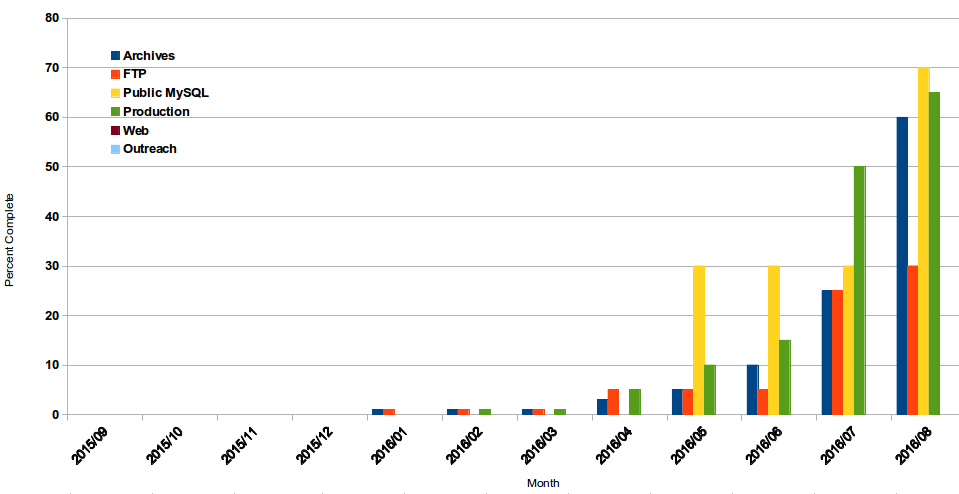 80
70
60
50
40
30
20
10
0
Percent Complete
Archives
FTP
Public MySQL
Production
Web
Outreach
2015/09
2015/10
2015/11
2015/12
2016/01
2016/02
2016/03
2016/04
2016/05
2016/06
2016/07
2016/08
Month